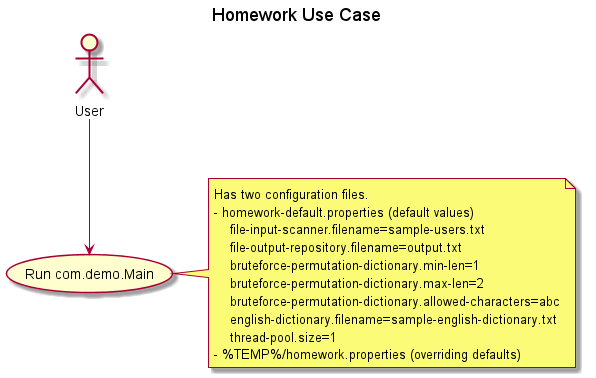 Homework Use Case
User
Run com.demo.Main
Has two configuration files.
- homework-default.properties (default values)
file-input-scanner.filename=sample-users.txt
file-output-repository.filename=output.txt
bruteforce-permutation-dictionary.min-len=1
bruteforce-permutation-dictionary.max-len=2
bruteforce-permutation-dictionary.allowed-characters=abc
english-dictionary.filename=sample-english-dictionary.txt
thread-pool.size=1
- %TEMP%/homework.properties (overriding defaults)